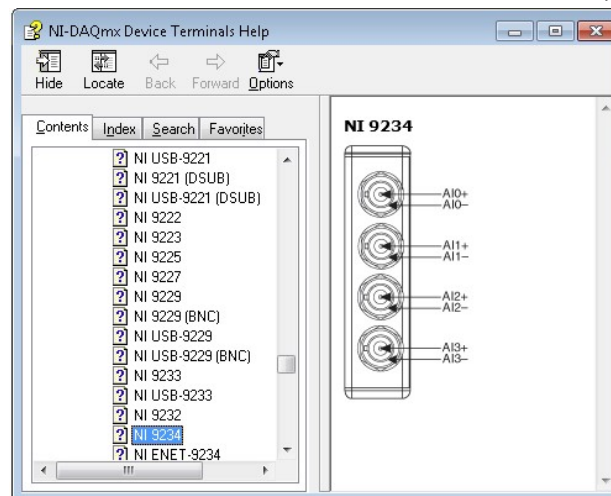 NI-DAQmx Device Terminals Help
Hide Locate Back Forward Options
Contents Index Search Favorites
NI USB-9221
NI 9221 (DSUB)
NI USB-9221 (DSUB)
NI 9222
NI 9223
NI 9225
NI 9227
NI 9229
NI 9229 (BNC)
NI USB-9229
NI USB-9229 (BNC)
NI 9233
NI USB-9233
NI 9232
NI 9234
NI ENET-9234
NI 9234
AI0+
AI0–
AI1+
AI1–
AI2+
AI2–
AI3+
AI3–